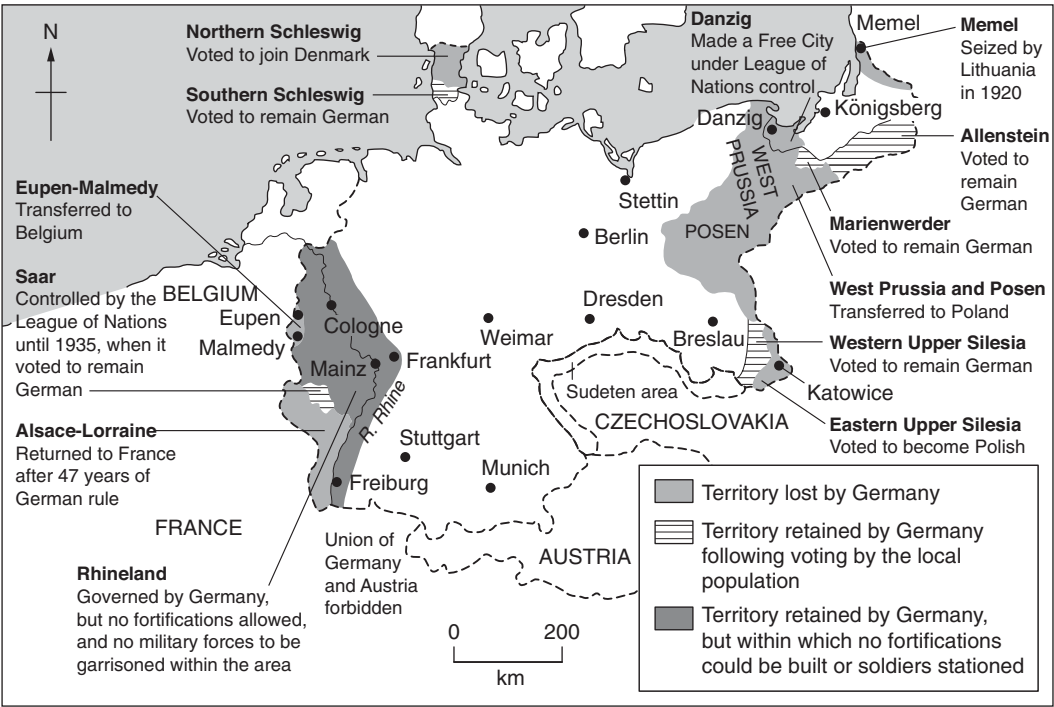 N
Northern Schleswig
Voted to join Denmark
Southern Schleswig
Voted to remain German
Danzig
Made a Free City
under League of
Nations control
Memel
Memel
Seized by
Lithuania
in 1920
Danzig
Königsberg
Allenstein
Voted to
remain
German
WEST
PRUSSIA
Stettin
Eupen-Malmedy
Transferred to
Belgium
Berlin
POSEN
Marienwerder
Voted to remain German
Saar
Controlled by the
League of Nations
until 1935, when it
voted to remain
German
BELGIUM
Eupen
Malmedy
Cologne
Mainz
Frankfurt
R. Rhine
Weimar
Dresden
Breslau
West Prussia and Posen
Transferred to Poland
Western Upper Silesia
Voted to remain German
Katowice
Sudeten area
CZECHOSLOVAKIA
Eastern Upper Silesia
Voted to become Polish
Alsace-Lorraine
Returned to France
after 47 years of
German rule
Stuttgart
Munich
Freiburg
FRANCE
Union of
Germany
and Austria
forbidden
AUSTRIA
Rhineland
Governed by Germany,
but no fortifications allowed,
and no military forces to be
garrisoned within the area
0 200
km
Territory lost by Germany
Territory retained by Germany
following voting by the local
population
Territory retained by Germany,
but within which no fortifications
could be built or soldiers stationed